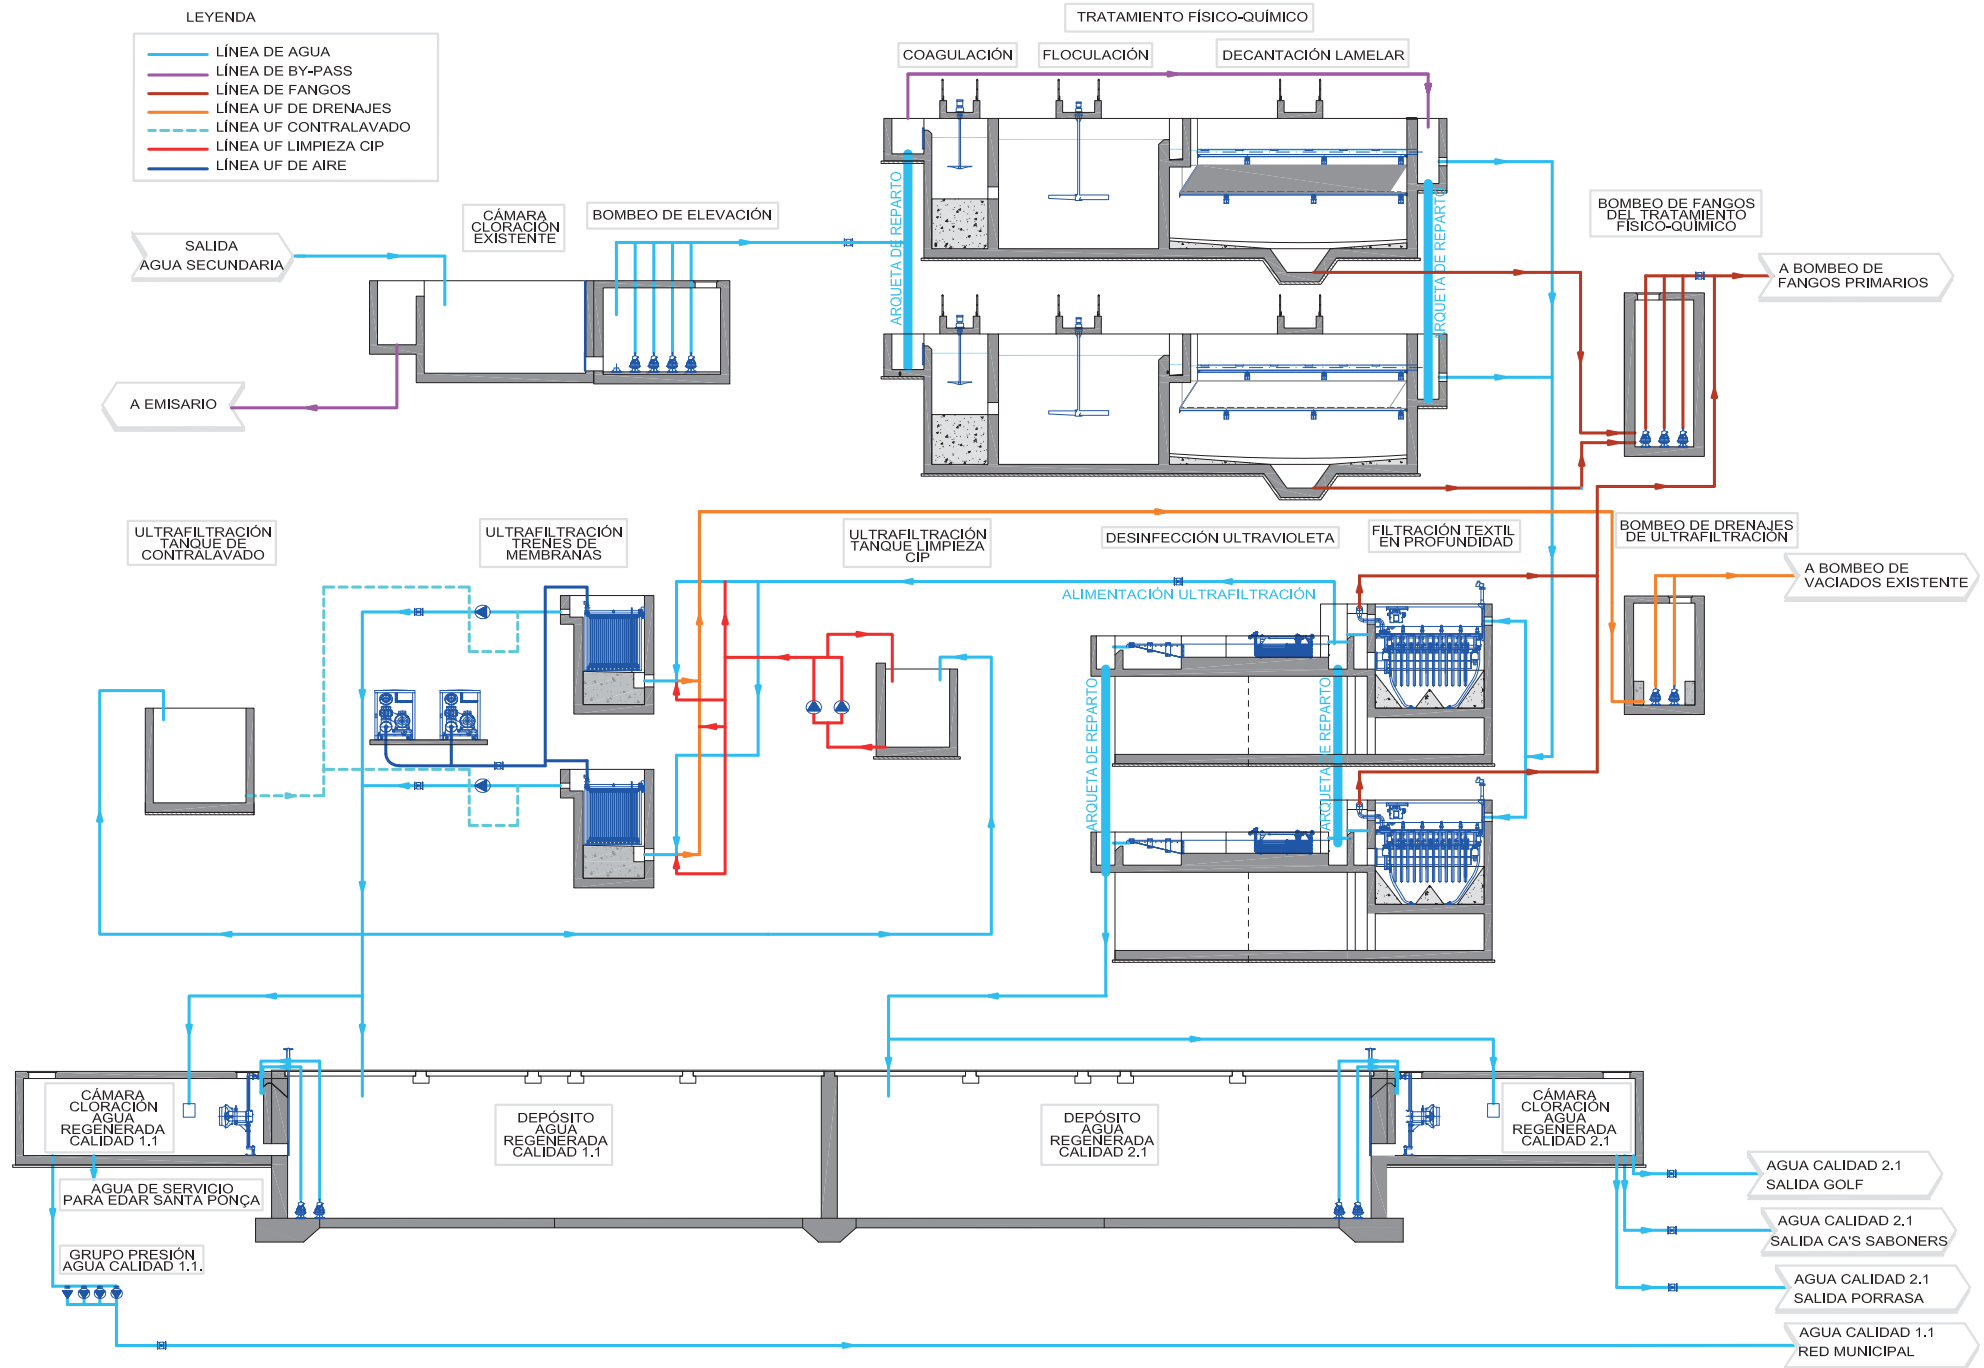 LEYENDA
LÍNEA DE AGUA
LÍNEA DE BY-PASS
LÍNEA DE FANGOS
LÍNEA UF DE DRENAJES
LÍNEA UF CONTRALAVADO
LÍNEA UF LIMPIEZA CIP
LÍNEA UF DE AIRE
TRATAMIENTO FÍSICO-QUÍMICO
COAGULACIÓN
FLOCULACIÓN
DECANTACIÓN LAMELAR
SALIDA
AGUA SECUNDARIA
CÁMARA
CLORACIÓN
EXISTENTE
BOMBEO DE ELEVACIÓN
A EMISARIO
ARQUETA DE REPARTO
ARQUETA DE REPARTO
BOMBEO DE FANGOS
DEL TRATAMIENTO
FÍSICO-QUÍMICO
A BOMBEO DE
FANGOS PRIMARIOS
ULTRAFILTRACIÓN
TANQUE DE
CONTRALAVADO
ULTRAFILTRACIÓN
TRENES DE
MEMBRANAS
ULTRAFILTRACIÓN
TANQUE LIMPIEZA
CIP
DESINFECCIÓN ULTRAVIOLETA
FILTRACIÓN TEXTIL
EN PROFUNDIDAD
BOMBEO DE DRENAJES
DE ULTRAFILTRACIÓN
A BOMBEO DE
VACIADOS EXISTENTE
ALIMENTACIÓN ULTRAFILTRACIÓN
ARQUETA DE REPARTO
ARQUETA DE REPARTO
CÁMARA
CLORACIÓN
AGUA
REGENERADA
CALIDAD 1.1
DEPÓSITO
AGUA
REGENERADA
CALIDAD 1.1
DEPÓSITO
AGUA
REGENERADA
CALIDAD 2.1
CÁMARA
CLORACIÓN
AGUA
REGENERADA
CALIDAD 2.1
AGUA DE SERVICIO
PARA EDAR SANTA PONÇA
GRUPO PRESIÓN
AGUA CALIDAD 1.1.
AGUA CALIDAD 2.1
SALIDA GOLF
AGUA CALIDAD 2.1
SALIDA CA'S SABONERS
AGUA CALIDAD 2.1
SALIDA PORRASA
AGUA CALIDAD 1.1
RED MUNICIPAL